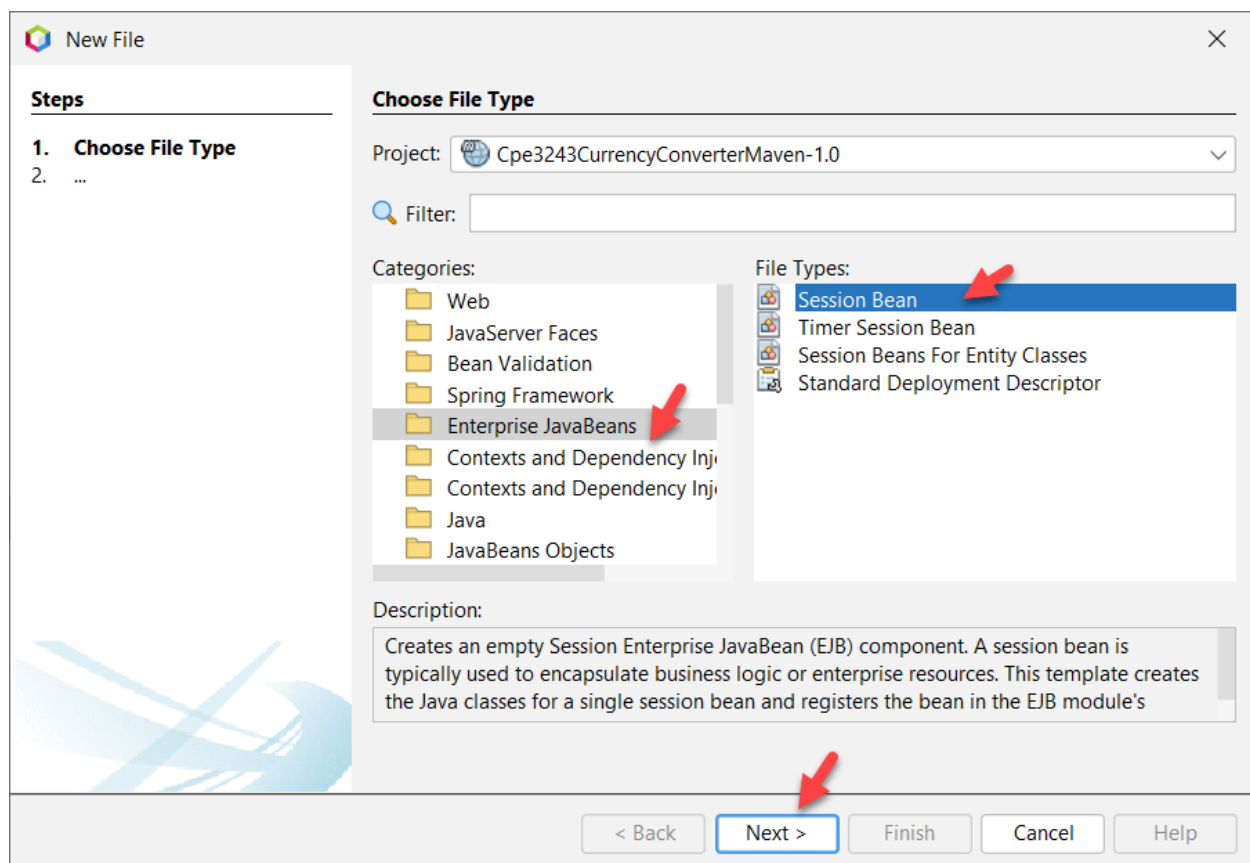 New File
Steps
1. Choose File Type
2. ...
Choose File Type
Project: Cpe3243CurrencyConverterMaven-1.0
Filter:
Categories:
Web
JavaServer Faces
Bean Validation
Spring Framework
Enterprise JavaBeans
Contexts and Dependency Inj
Contexts and Dependency Inj
Java
JavaBeans Objects
File Types:
Session Bean
Timer Session Bean
Session Beans For Entity Classes
Standard Deployment Descriptor
Description:
Creates an empty Session Enterprise JavaBean (EJB) component. A session bean is
typically used to encapsulate business logic or enterprise resources. This template creates
the Java classes for a single session bean and registers the bean in the EJB module's
< Back Next > Finish Cancel Help